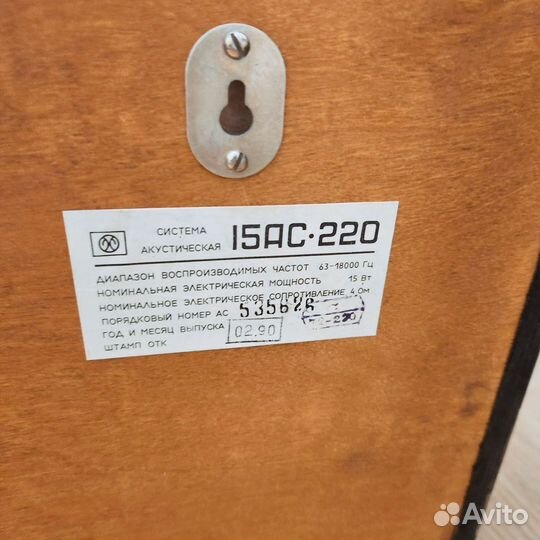 СИСТЕМА
АКУСТИЧЕСКАЯ
15АС·220
ДИАПАЗОН ВОСПРОИЗВОДИМЫХ ЧАСТОТ 63-18000 Гц
НОМИНАЛЬНАЯ ЭЛЕКТРИЧЕСКАЯ МОЩНОСТЬ 15 Вт
НОМИНАЛЬНОЕ ЭЛЕКТРИЧЕСКОЕ СОПРОТИВЛЕНИЕ 4 Ом
ПОРЯДКОВЫЙ НОМЕР АС
ГОД И МЕСЯЦ ВЫПУСКА 02.90
ШТАМП ОТК
Avito